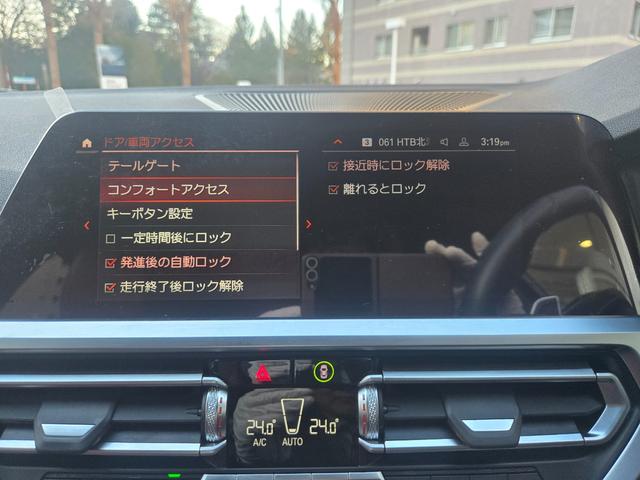 ドア/車両アクセス
3 061 HTB北 3:19pm
テールゲート
コンフォートアクセス
キーボタン設定
一定時間後にロック
発進後の自動ロック
走行終了後ロック解除
接近時にロック解除
離れるとロック
24.0° 24.0°
A/C AUTO